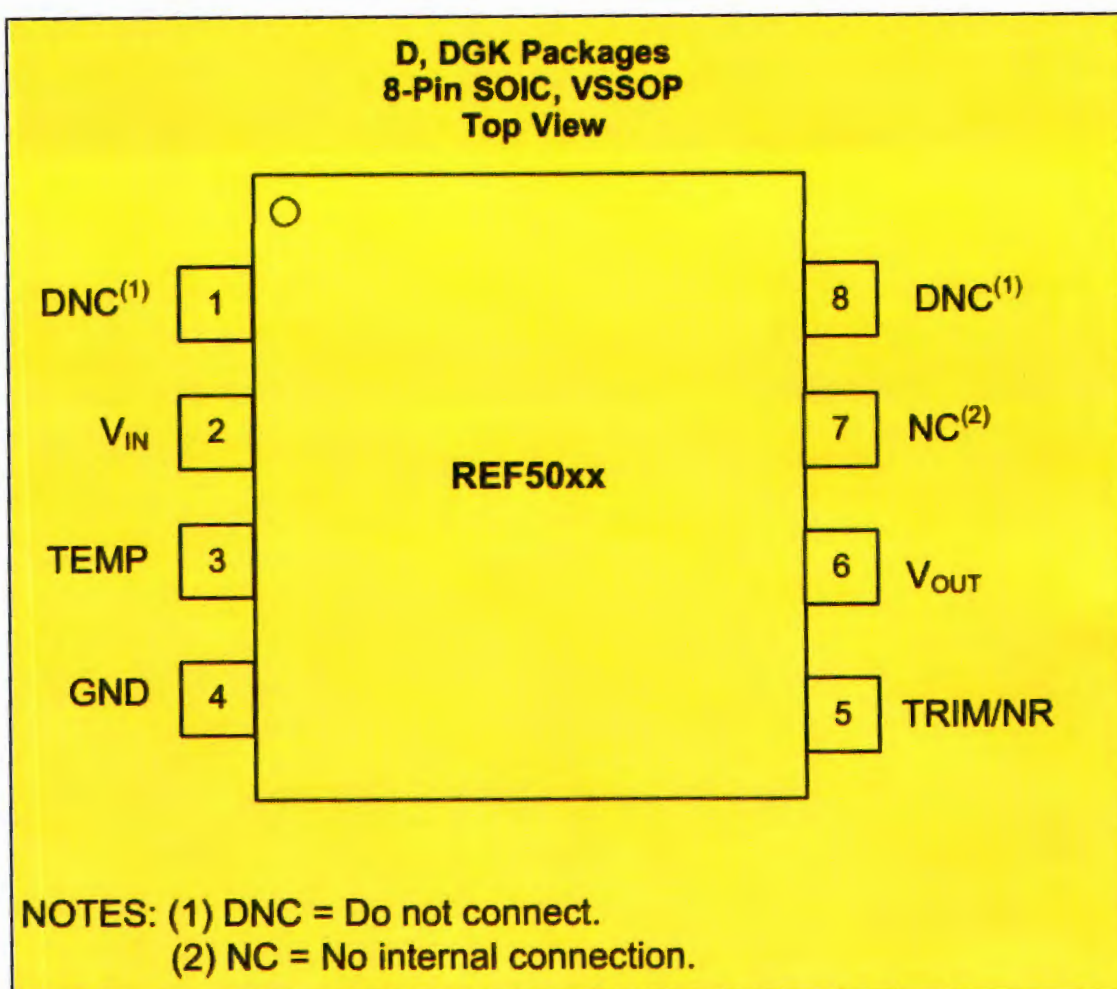 D, DGK Packages
8-Pin SOIC, VSSOP
Top View
DNC(1) 1
8 DNC(1)
VIN 2
7 NC(2)
REF50xx
TEMP 3
6 VOUT
GND 4
5 TRIM/NR
NOTES: (1) DNC = Do not connect.
(2) NC = No internal connection.